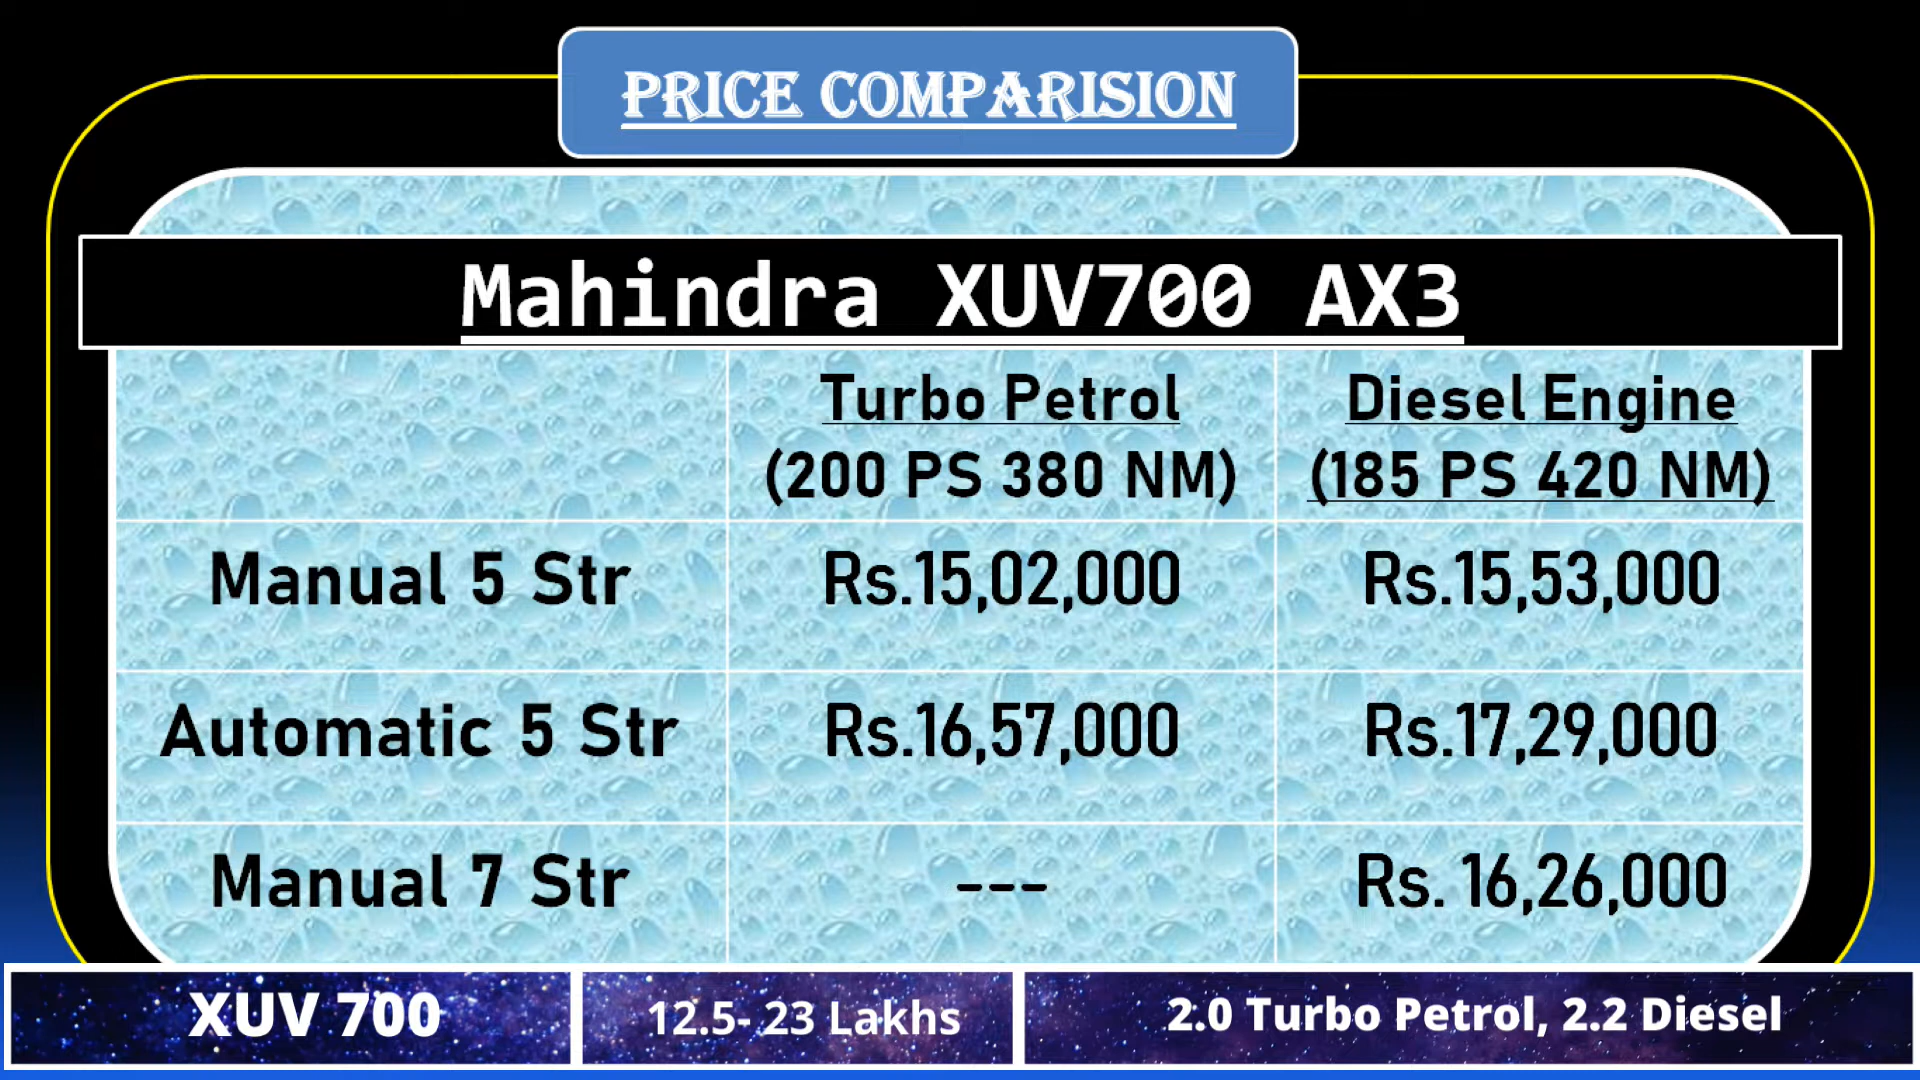 PRICE COMPARISION
Mahindra XUV700 AX3
Turbo Petrol Diesel Engine
(200 PS 380 NM) (185 PS 420 NM)
Manual 5 Str Rs.15,02,000 Rs.15,53,000
Automatic 5 Str Rs.16,57,000 Rs.17,29,000
Manual 7 Str --- Rs. 16,26,000
XUV 700 12.5- 23 Lakhs 2.0 Turbo Petrol, 2.2 Diesel